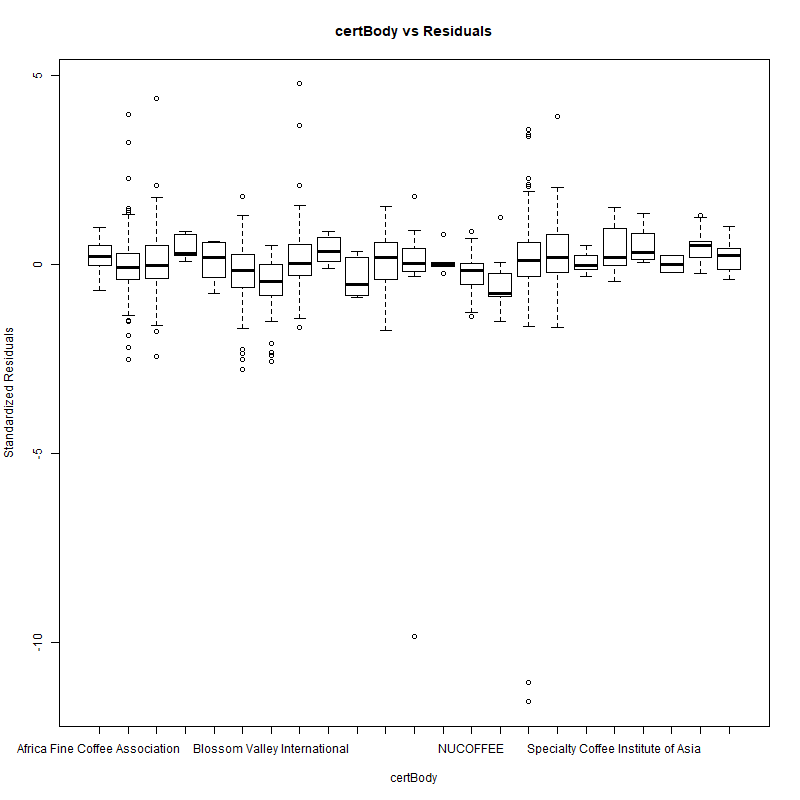 certBody vs Residuals
5
0
-5
-10
Standardized Residuals
Africa Fine Coffee Association Blossom Valley International NUCOFFEE Specialty Coffee Institute of Asia
certBody